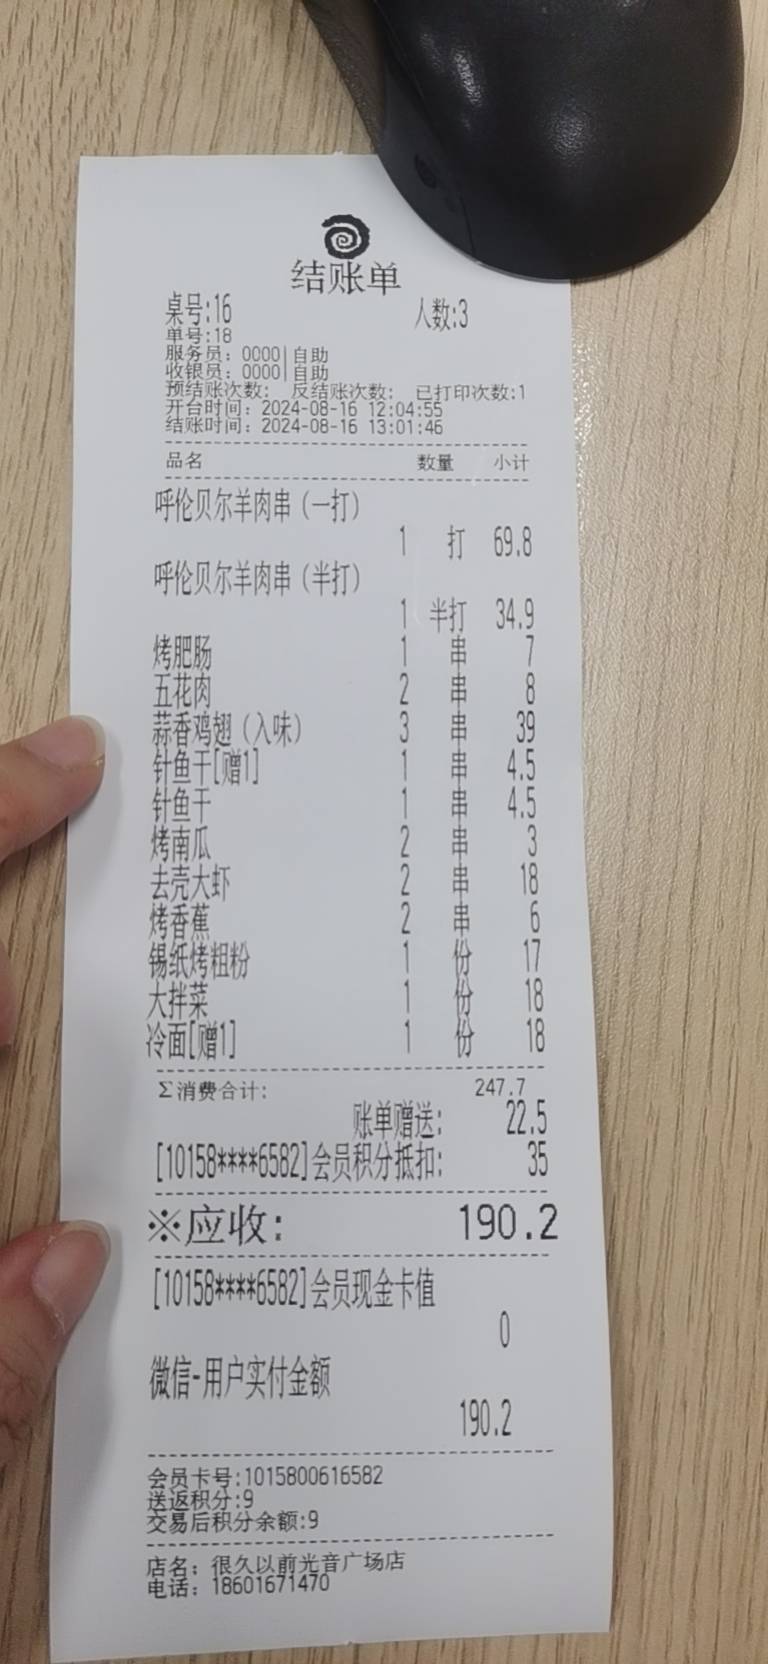 结账单
桌号:16 人数:3
单号:18
服务员: 0000|自助
收银员: 0000|自助
预结账次数: 反结账次数: 已打印次数:1
开台时间: 2024-08-16 12:04:55
结账时间: 2024-08-16 13:01:46
品名 数量 小计
呼伦贝尔羊肉串（一打）
1 打 69.8
呼伦贝尔羊肉串（半打）
1 半打 34.9
烤肥肠 1 串 7
五花肉 2 串 8
蒜香鸡翅（入味） 3 串 39
针鱼干[赠1] 1 串 4.5
针鱼干 1 串 4.5
烤南瓜 2 串 3
去壳大虾 2 串 18
烤香蕉 2 串 6
锡纸烤粗粉 1 份 17
大拌菜 1 份 18
冷面[赠1] 1 份 18
Σ消费合计: 247.7
账单赠送: 22.5
[10158****6582]会员积分抵扣: 35
※应收: 190.2
[10158****6582]会员现金卡值
0
微信-用户实付金额
190.2
会员卡号:1015800616582
送返积分:9
交易后积分余额:9
店名: 很久以前光音广场店
电话: 18601671470